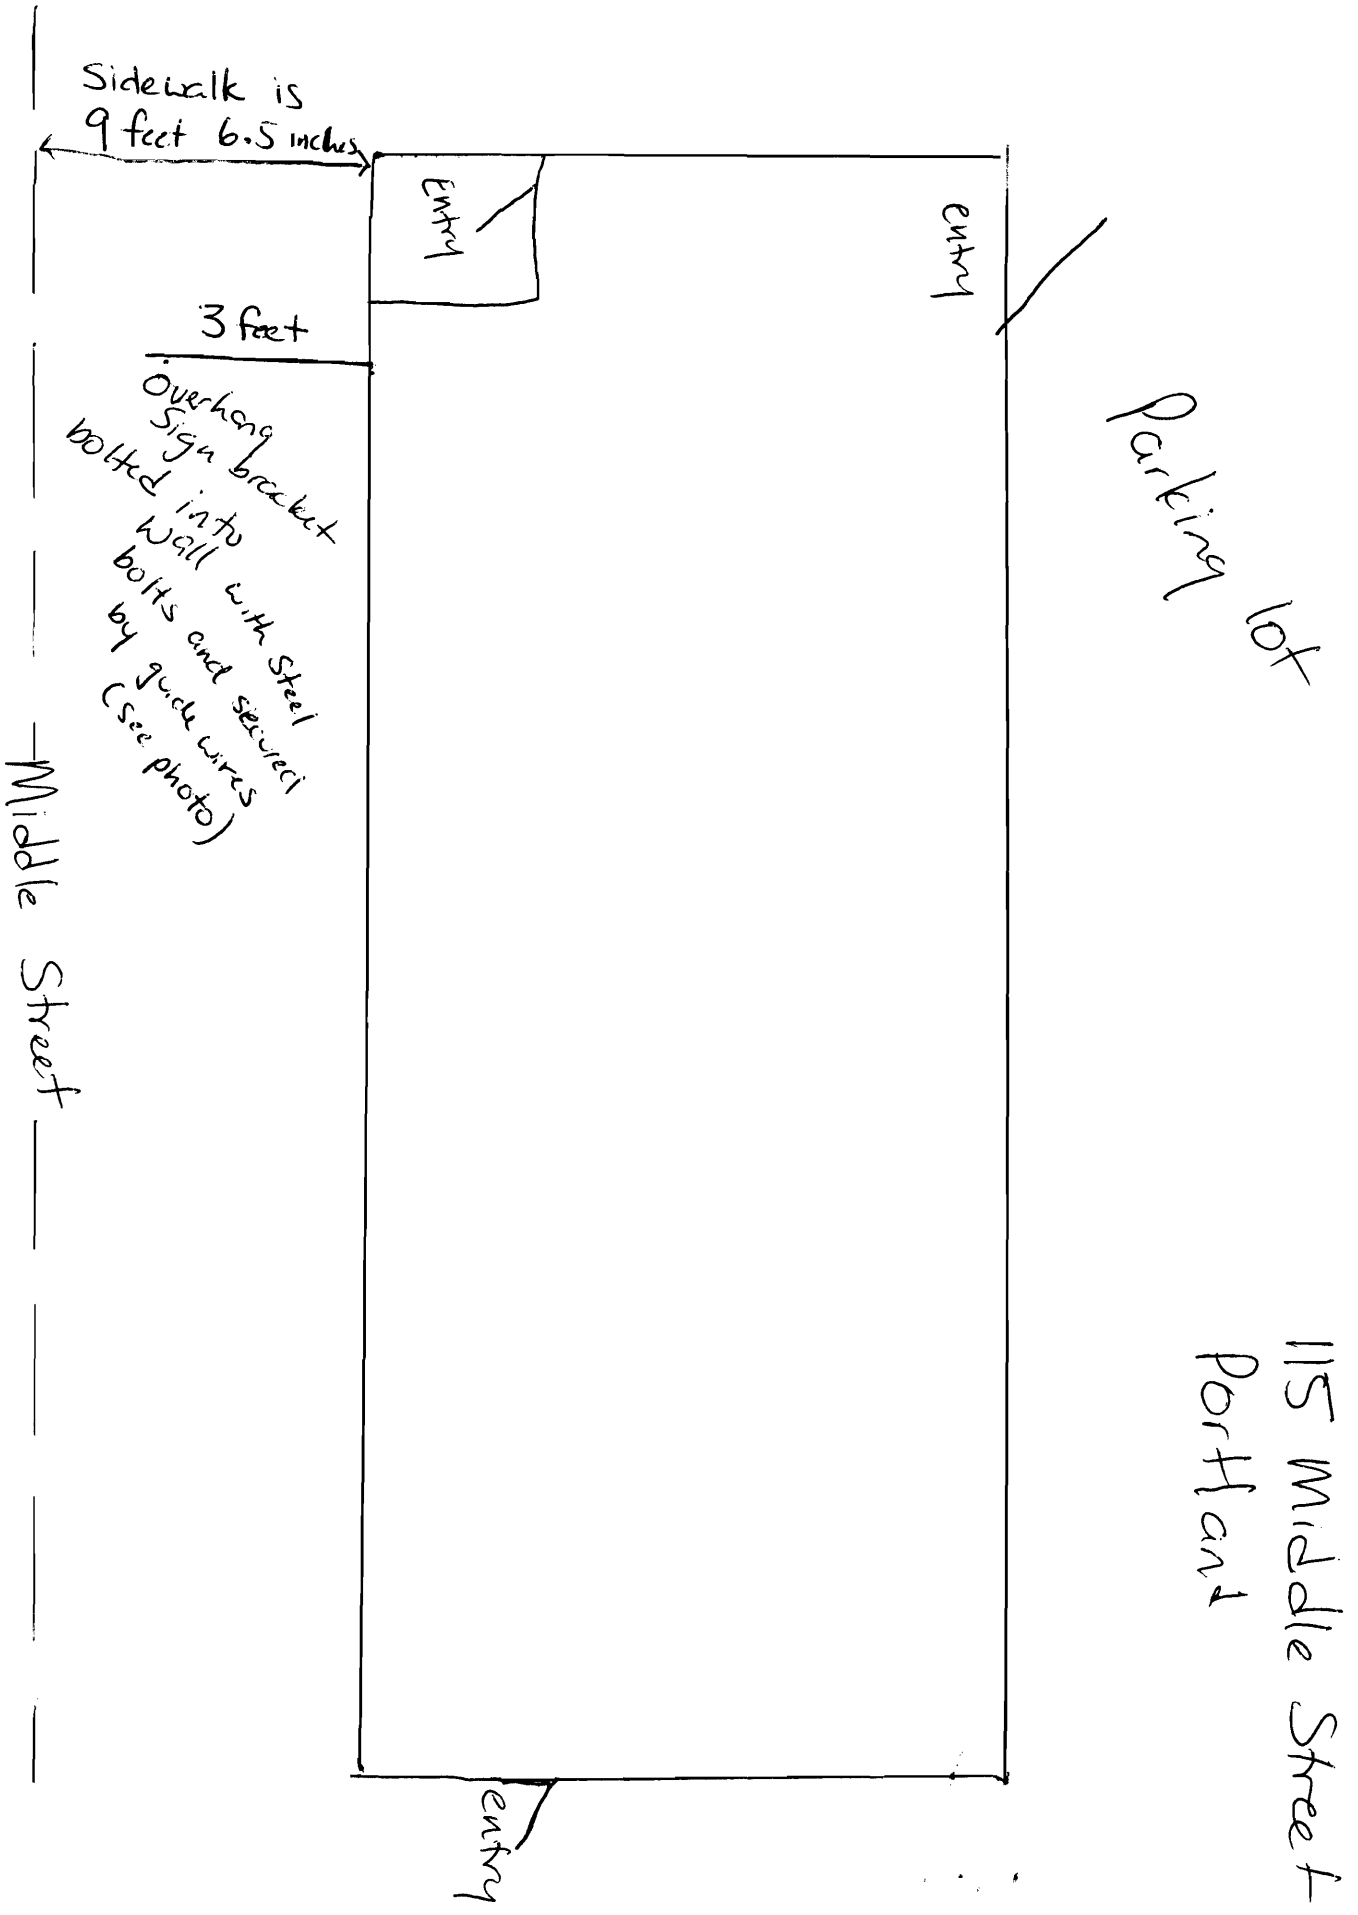 Sidewalk is
9 feet 6.5 inches
Entry
entry
3 feet
Overhang
Sign bracket
bolted into
Wall with Steel
bolts and secured
by guide wires
(see photo)
Parking lot
Middle Street
115 Middle Street
Portland
entry